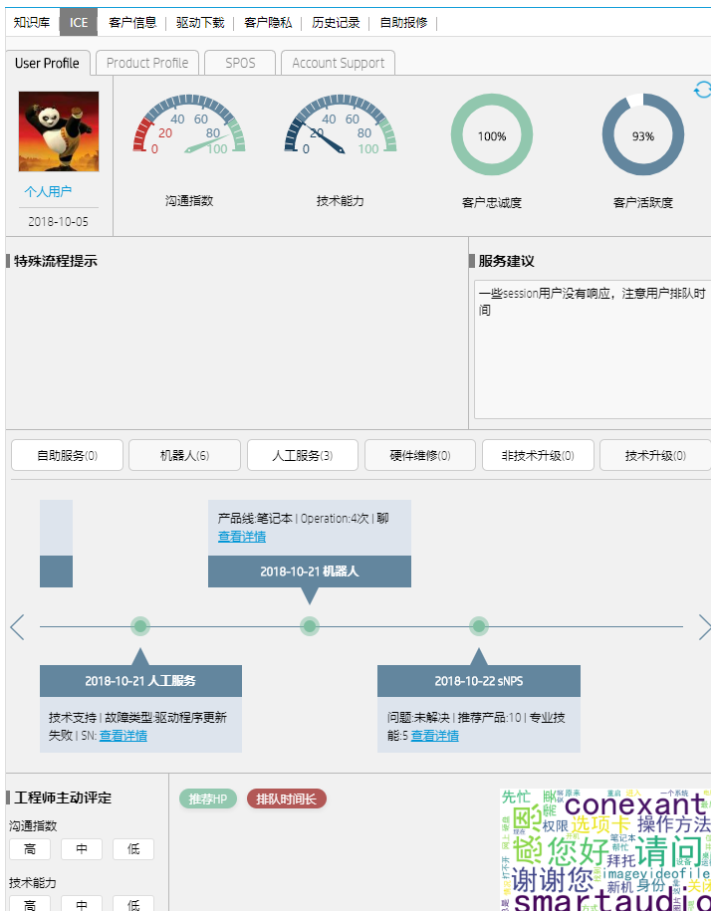 知识库 ICE 客户信息 驱动下载 客户隐私 历史记录 自助报修
User Profile Product Profile SPOS Account Support
0 20 40 60 80 100
0 20 40 60 80 100
100%
93%
个人用户
2018-10-05
沟通指数 技术能力 客户忠诚度 客户活跃度
特殊流程提示
服务建议
一些session用户没有响应，注意用户排队时
间
自助服务(0) 机器人(6) 人工服务(3) 硬件维修(0) 非技术升级(0) 技术升级(0)
产品线:笔记本 | Operation:4次 | 聊
查看详情
2018-10-21 机器人
2018-10-21 人工服务
技术支持 | 故障类型:驱动程序更新
失败 | SN: 查看详情
2018-10-22 sNPS
问题:未解决 | 推荐产品:10 | 专业技
能:5 查看详情
工程师主动评定
沟通指数
高 中 低
技术能力
高 中 低
推荐HP 排队时间长
先忙
conexant
权限 选项卡 操作方法
笔记本
感 您好 帮忙 请问
拜托
谢谢您 imagevideofile
新机 身份
smartaud